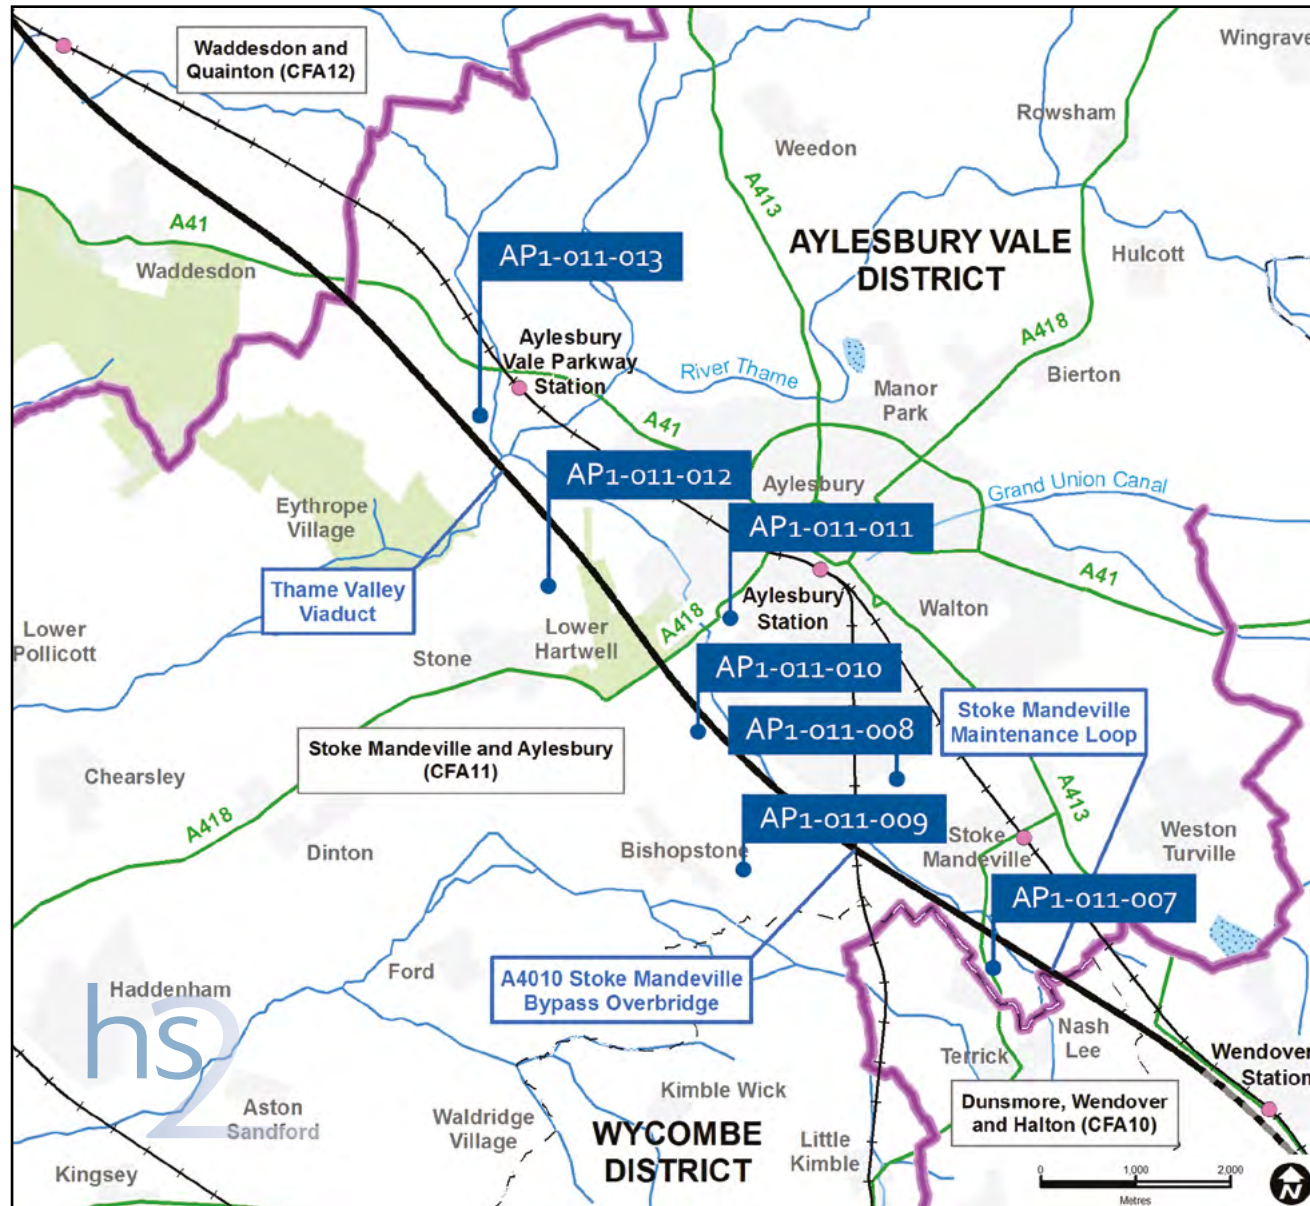 Waddesdon and
Quainton (CFA12)
Wingrave
Rowsham
Weedon
A413
A41
Waddesdon
AP1-011-013
AYLESBURY VALE
DISTRICT
Hulcott
A418
Aylesbury
Vale Parkway
Station
River Thame
Bierton
Manor
Park
A41
AP1-011-012
Aylesbury
Grand Union Canal
Eythrope
Village
AP1-011-011
Thame Valley
Viaduct
A41
Aylesbury
Station
Walton
Lower
Pollicott
Stone
Lower
Hartwell
A418
AP1-011-010
Stoke Mandeville
Maintenance Loop
AP1-011-008
Stoke Mandeville and Aylesbury
(CFA11)
Chearsley
A418
A413
AP1-011-009
Dinton
Bishopstone
Stoke
Mandeville
Weston
Turville
AP1-011-007
Ford
A4010 Stoke Mandeville
Bypass Overbridge
Haddenham
hs2
Nash
Lee
Terrick
Wendover
Station
Kimble Wick
Dunsmore, Wendover
and Halton (CFA10)
Aston
Sandford
Waldridge
Village
WYCOMBE
DISTRICT
Little
Kimble
Kingsey
0 1,000 2,000
Metres
N